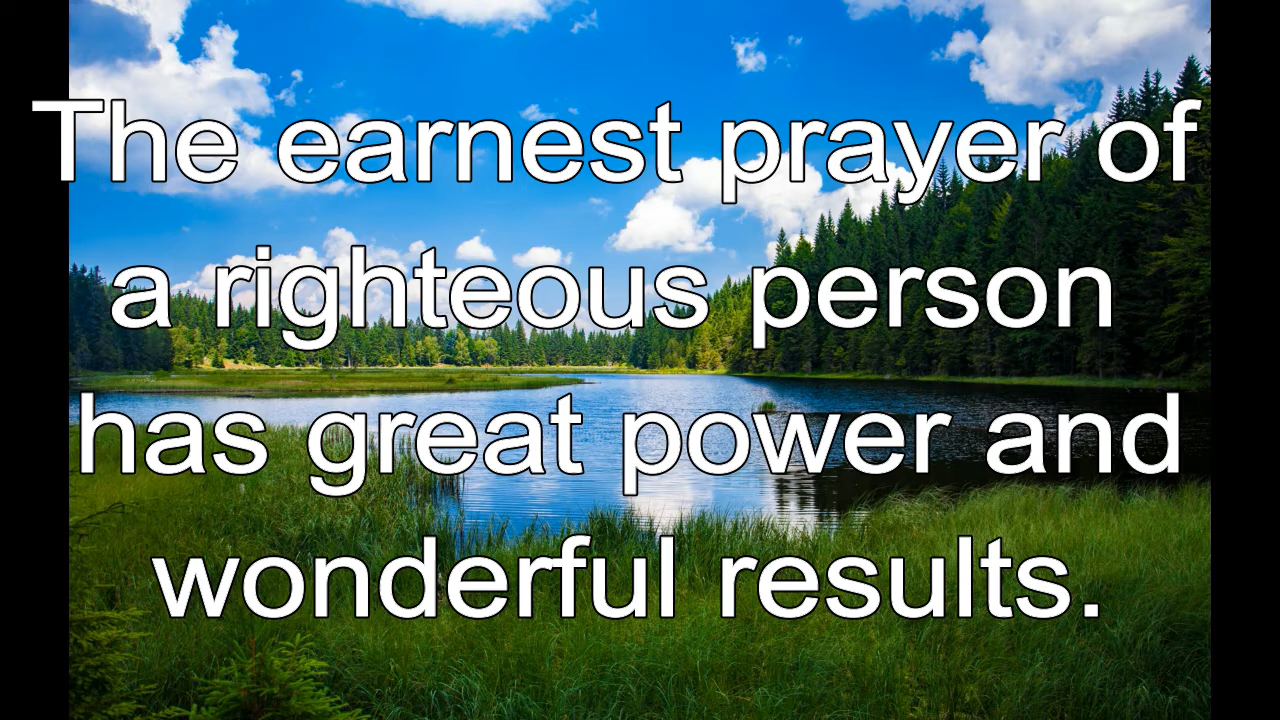 The earnest prayer of
a righteous person
has great power and
wonderful results.